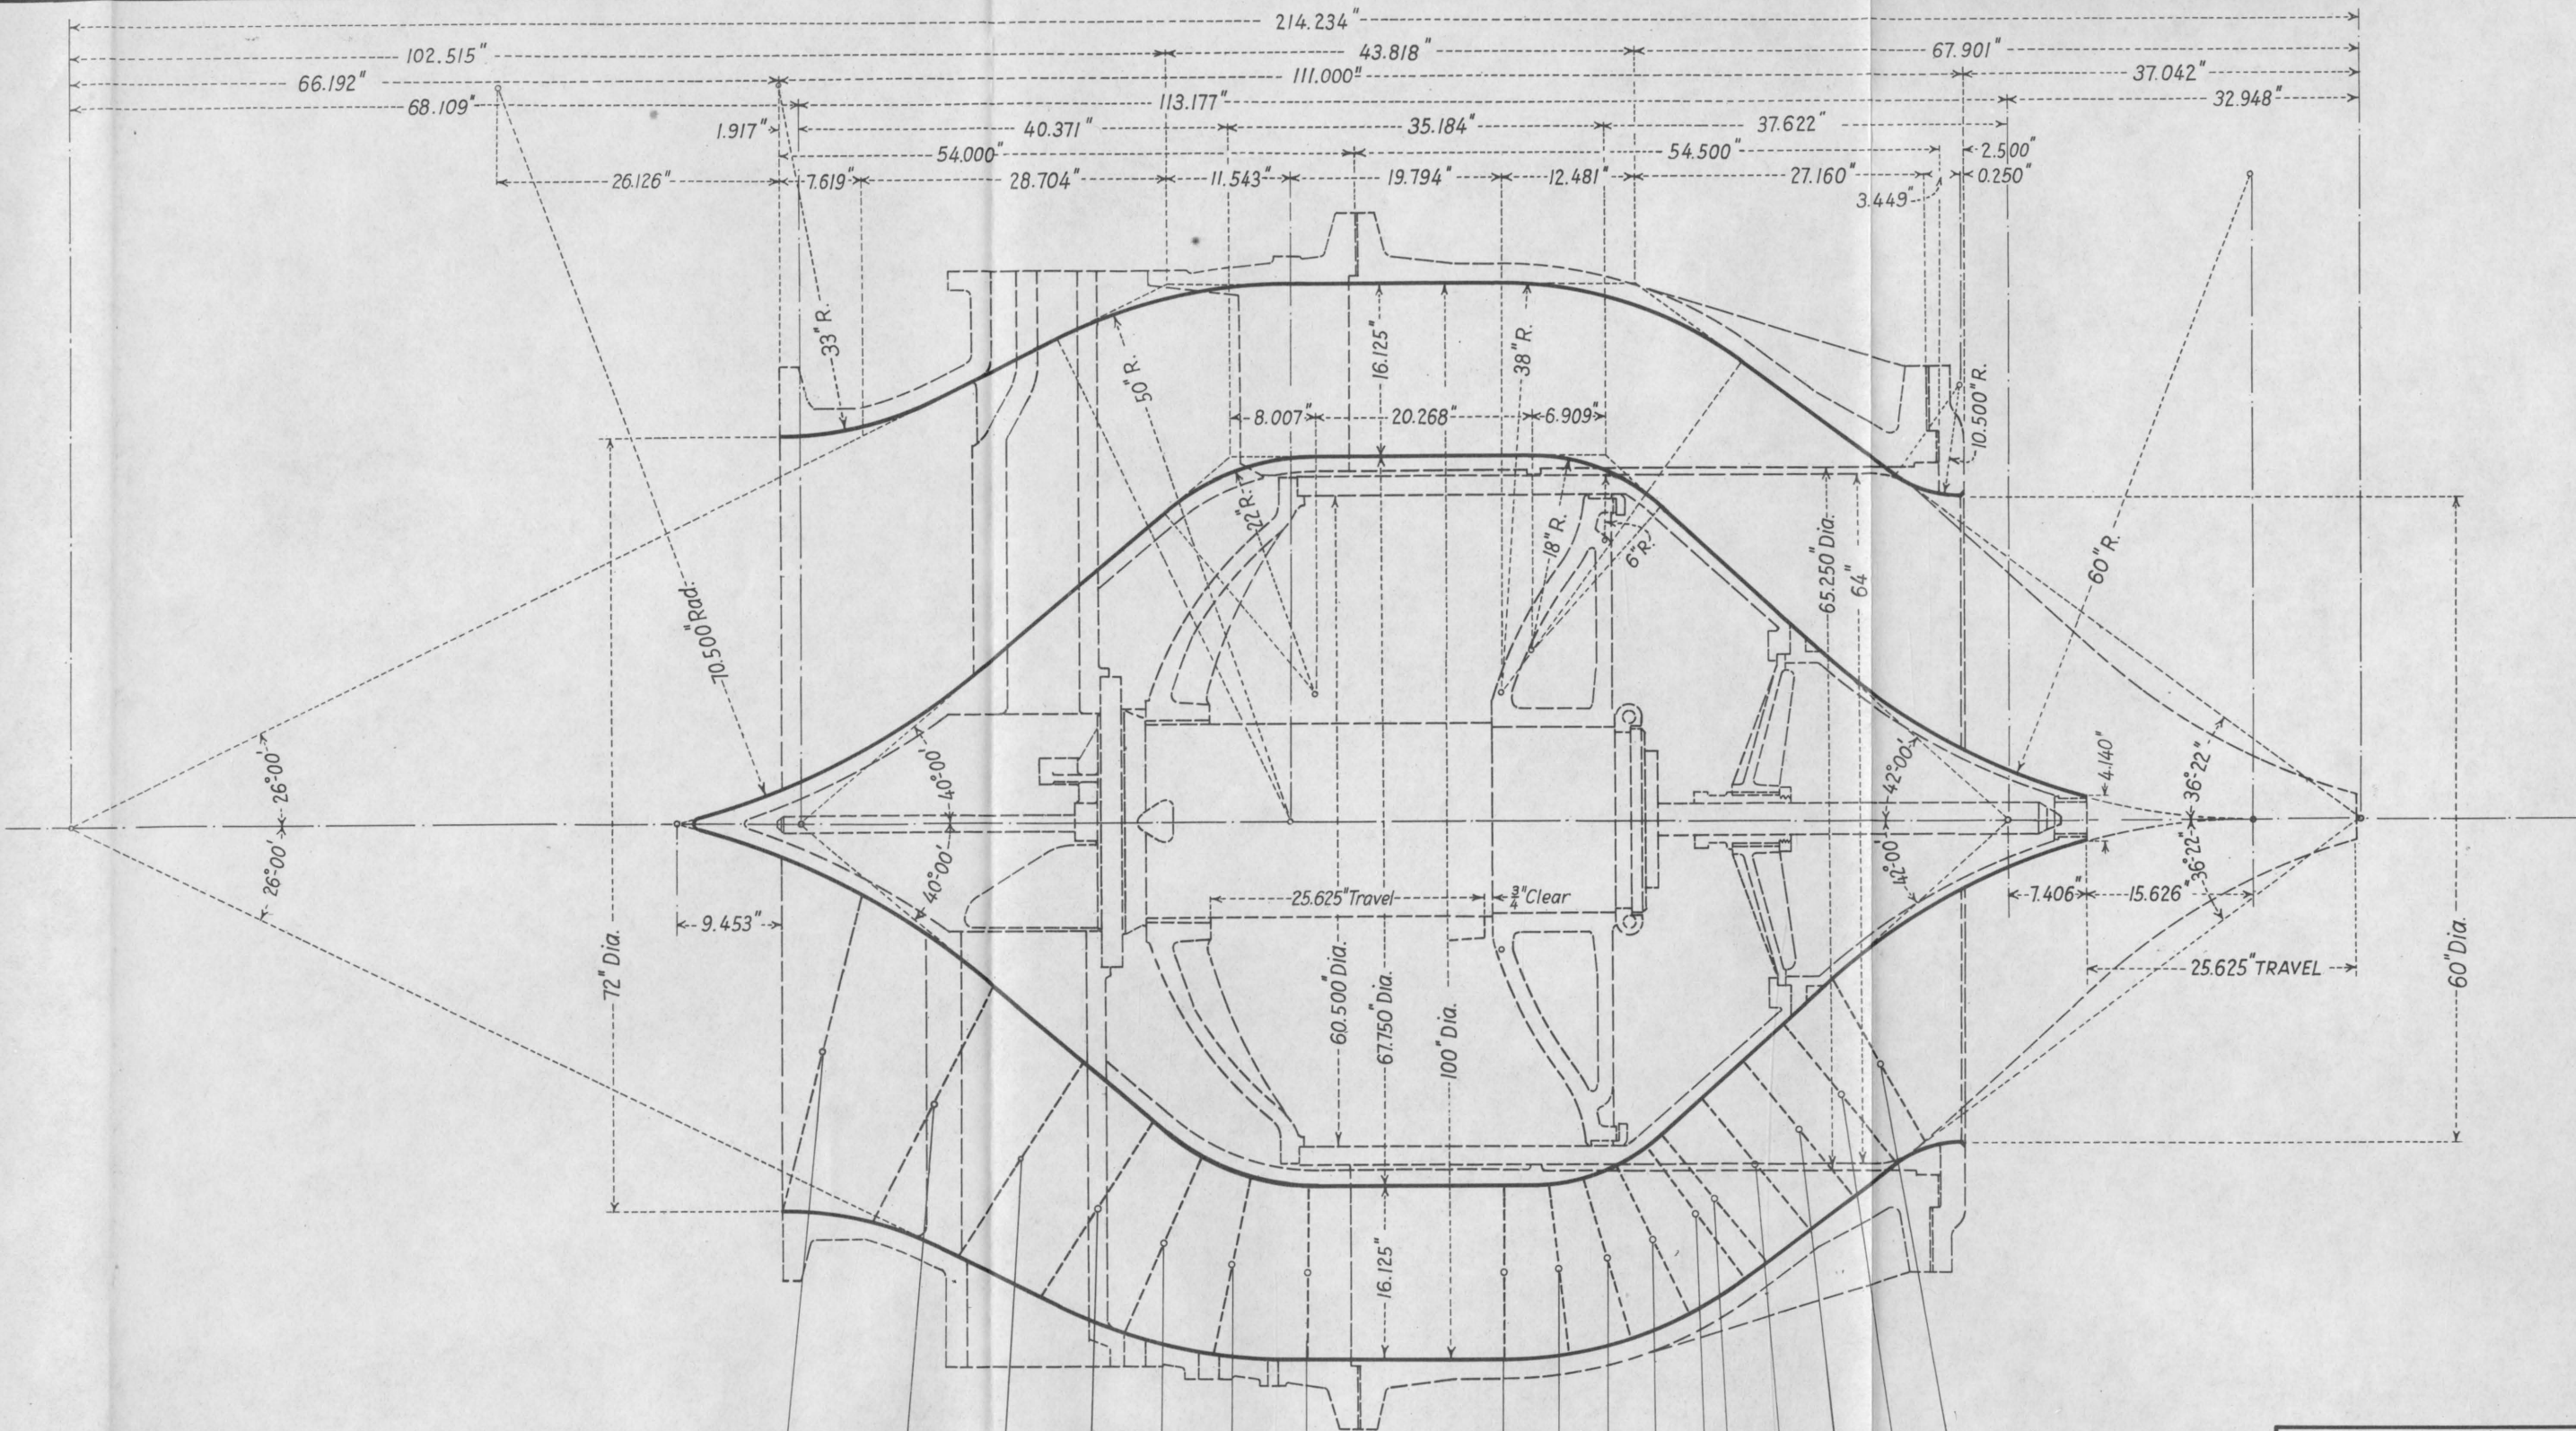 214.234"
102.515" 43.818" 67.901"
66.192" 111.000" 37.042"
68.109" 113.177" 32.948"
1.917" 40.371" 35.184" 37.622"
54.000" 54.500" 2.500"
26.126" 7.619" 28.704" 11.543" 19.794" 12.481" 27.160" 0.250"
3.449"
33" R.
50" R.
16.125"
38" R.
10.500" R.
8.007" 20.268" 6.909"
22" R.
18" R.
6" R.
65.250" Dia.
64"
60" R.
70.500" Rad.
26°00'
26°00'
40°00'
40°00'
42°00'
42°00'
4.140"
36°-22"
36°-22"
9.453"
25.625" Travel 3/4" Clear
7.406" 15.626"
25.625" TRAVEL
72" Dia.
60.500" Dia.
67.750" Dia.
100" Dia.
60" Dia.
16.125"